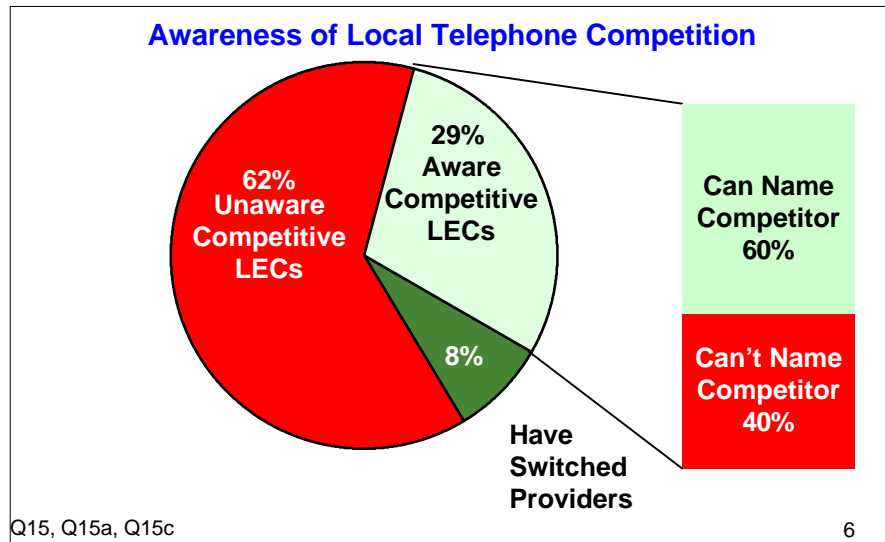 Awareness of Local Telephone Competition
29%
Aware
Competitive
LECs
62%
Unaware
Competitive
LECs
8%
Have
Switched
Providers
Can Name
Competitor
60%
Can’t Name
Competitor
40%
Q15, Q15a, Q15c
6